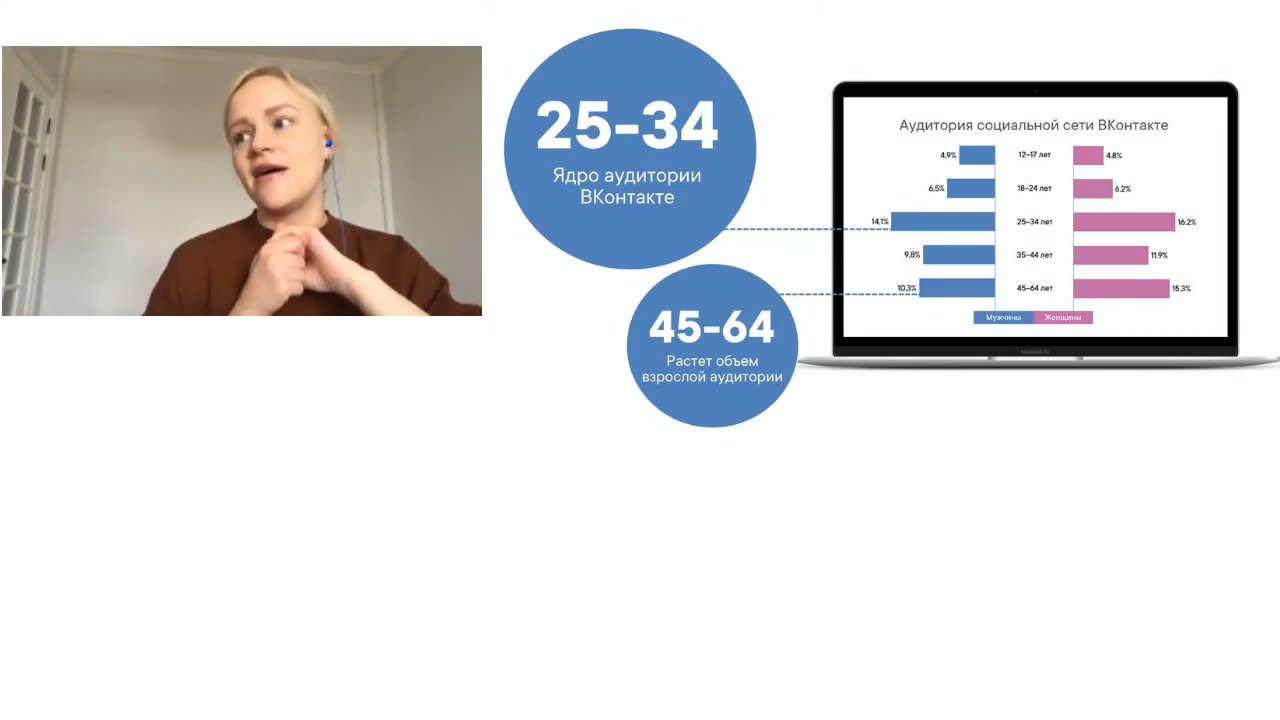 25-34
Ядро аудитории
ВКонтакте
45-64
Растет объем
взрослой аудитории
Аудитория социальной сети ВКонтакте
4,9% 12–17 лет 4.8%
6,5% 18–24 лет 6.2%
14,1% 25–34 лет 16.2%
9,8% 35–44 лет 11.9%
10,3% 45–64 лет 15.3%
Мужчины Женщины
MacBook Air